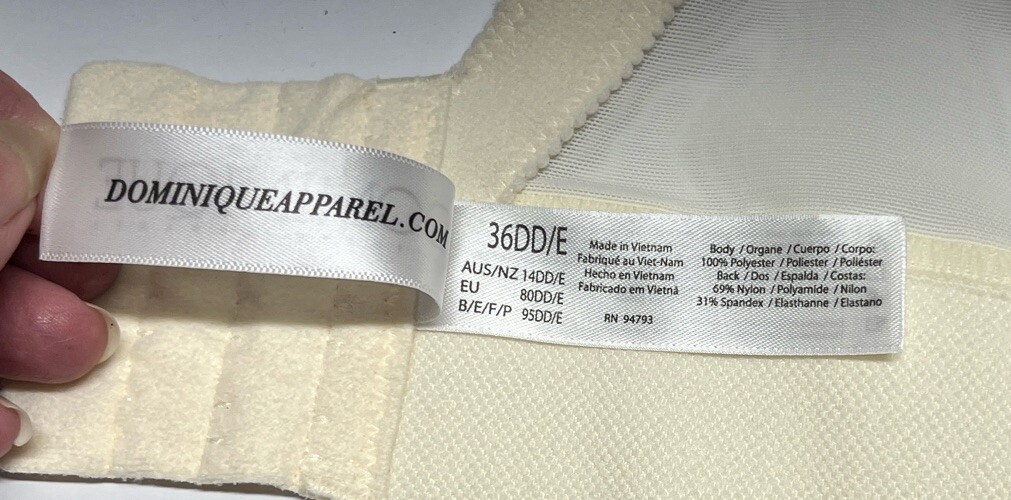 DOMINIQUEAPPAREL.COM
36DD/E
AUS/NZ 14DD/E
EU 80DD/E
B/E/F/P 95DD/E
Made in Vietnam
Fabriqué au Viet-Nam
Hecho en Vietnam
Fabricado em Vietnã
RN 94793
Body / Organe / Cuerpo / Corpo:
100% Polyester / Poliester / Poliéster
Back / Dos / Espalda / Costas:
69% Nylon / Polyamide / Nilon
31% Spandex / Elasthanne / Elastano